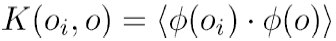 K(o_i, o) = ⟨ϕ(o_i) · ϕ(o)⟩